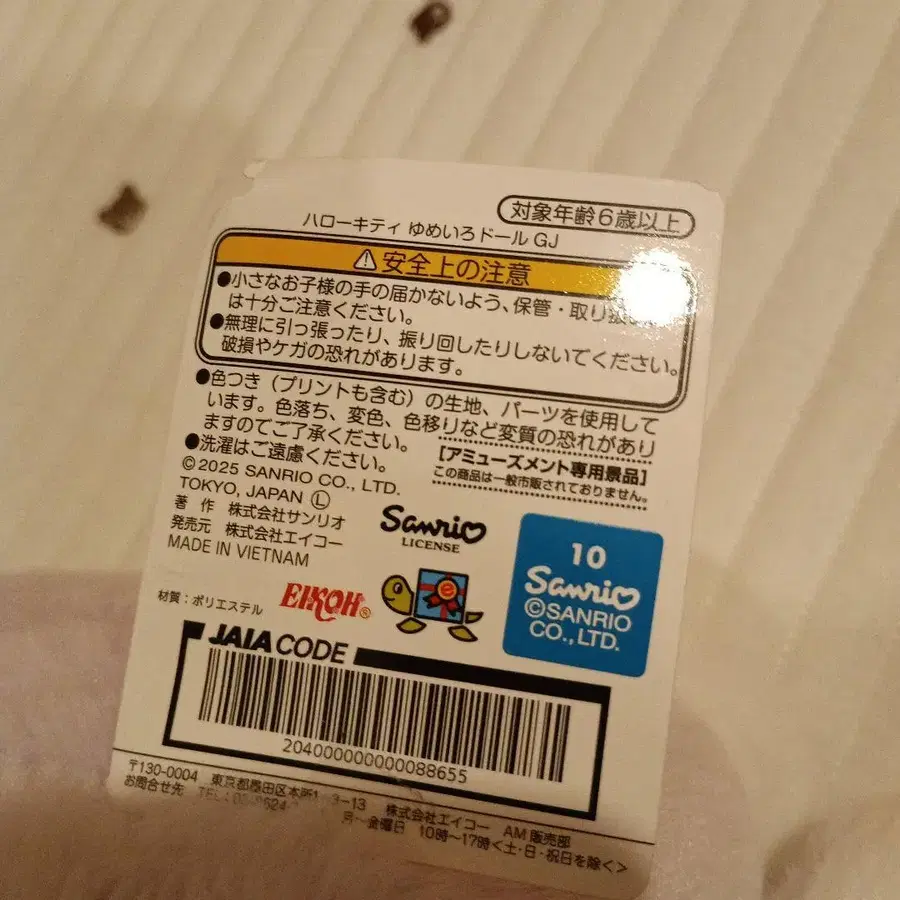 対象年齢6歳以上
ハローキティ ゆめいろドール GJ
⚠安全上の注意
●小さなお子様の手の届かないよう、保管・取り扱
は十分ご注意ください。
●無理に引っ張ったり、振り回したりしないでください。
破損やケガの恐れがあります。
●色つき（プリントも含む）の生地、パーツを使用して
います。色落ち、変色、色移りなど変質の恐れがあり
ますのでご了承ください。
●洗濯はご遠慮ください。
【アミューズメント専用景品】
この商品は一般市販されておりません。
©2025 SANRIO CO., LTD.
TOKYO, JAPAN Ⓛ
著 作 株式会社サンリオ
発売元 株式会社エイコー
MADE IN VIETNAM
Sanrio
LICENSE
10
Sanrio
©SANRIO
CO.,LTD.
材質：ポリエステル
EIKOH®
e
JAIA CODE
20400000000088655
〒130-0004 東京都墨田区本所1 3-13 株式会社エイコー AM販売部
お問合せ先 月～金曜日 10時～17時<土・日・祝日を除く>